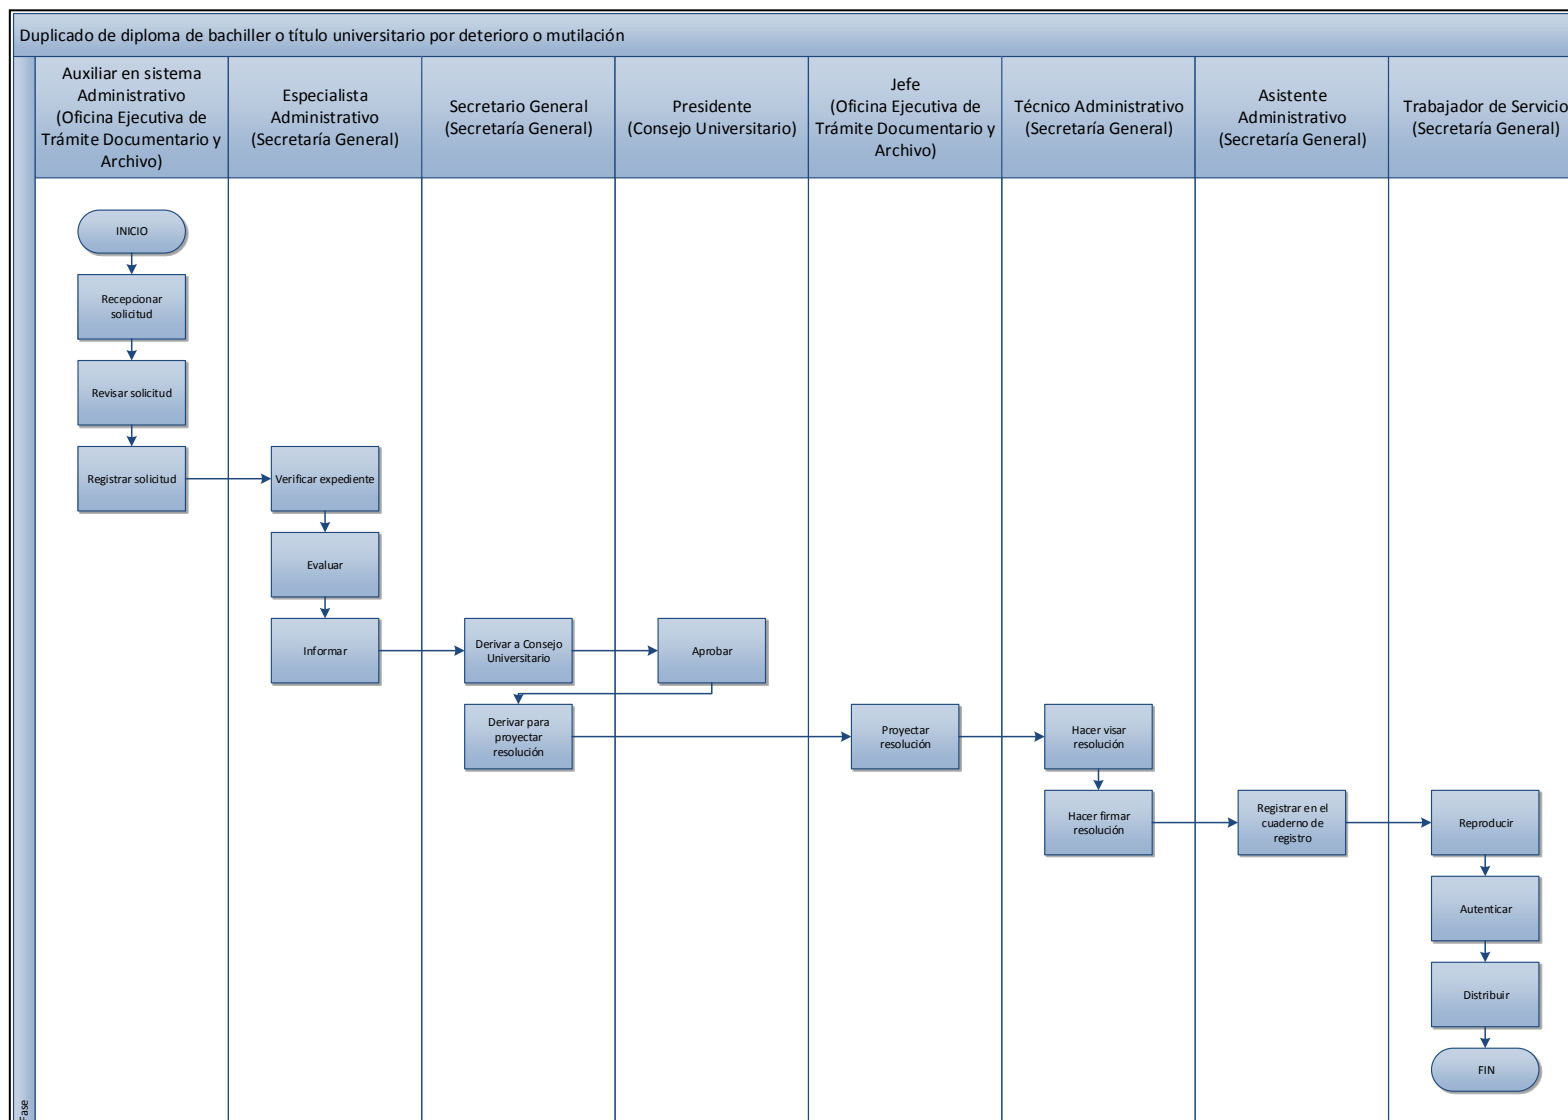 Duplicado de diploma de bachiller o título universitario por deterioro o mutilación
Auxiliar en sistema
Administrativo
(Oficina Ejecutiva de
Trámite Documentario y
Archivo)
Especialista
Administrativo
(Secretaría General)
Secretario General
(Secretaría General)
Presidente
(Consejo Universitario)
Jefe
(Oficina Ejecutiva de
Trámite Documentario y
Archivo)
Técnico Administrativo
(Secretaría General)
Asistente
Administrativo
(Secretaría General)
Trabajador de Servicio
(Secretaría General)
INICIO
Recepcionar
solicitud
Revisar solicitud
Registrar solicitud
Verificar expediente
Evaluar
Informar
Derivar a Consejo
Universitario
Aprobar
Derivar para
proyectar
resolución
Proyectar
resolución
Hacer visar
resolución
Hacer firmar
resolución
Registrar en el
cuaderno de
registro
Reproducir
Autenticar
Distribuir
FIN
Fase